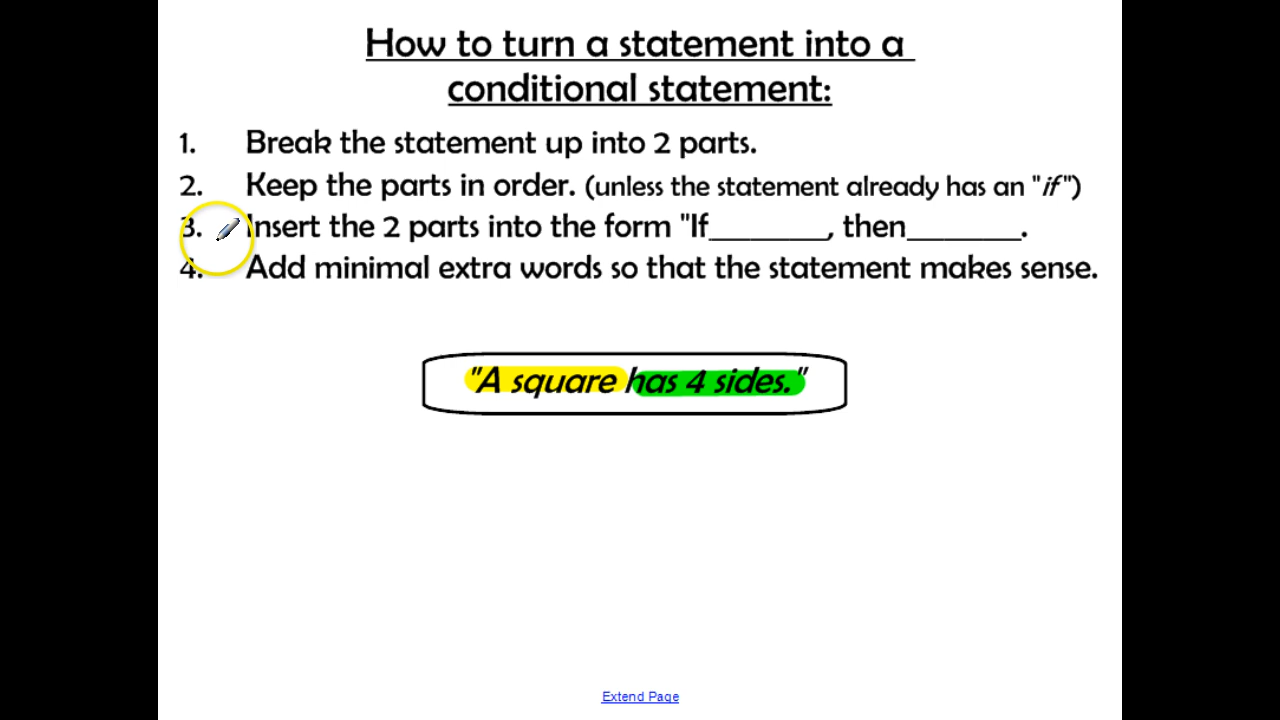 How to turn a statement into a
conditional statement:
1. Break the statement up into 2 parts.
2. Keep the parts in order. (unless the statement already has an "if")
3. Insert the 2 parts into the form "If_______, then_______.
4. Add minimal extra words so that the statement makes sense.
"A square has 4 sides."
Extend Page